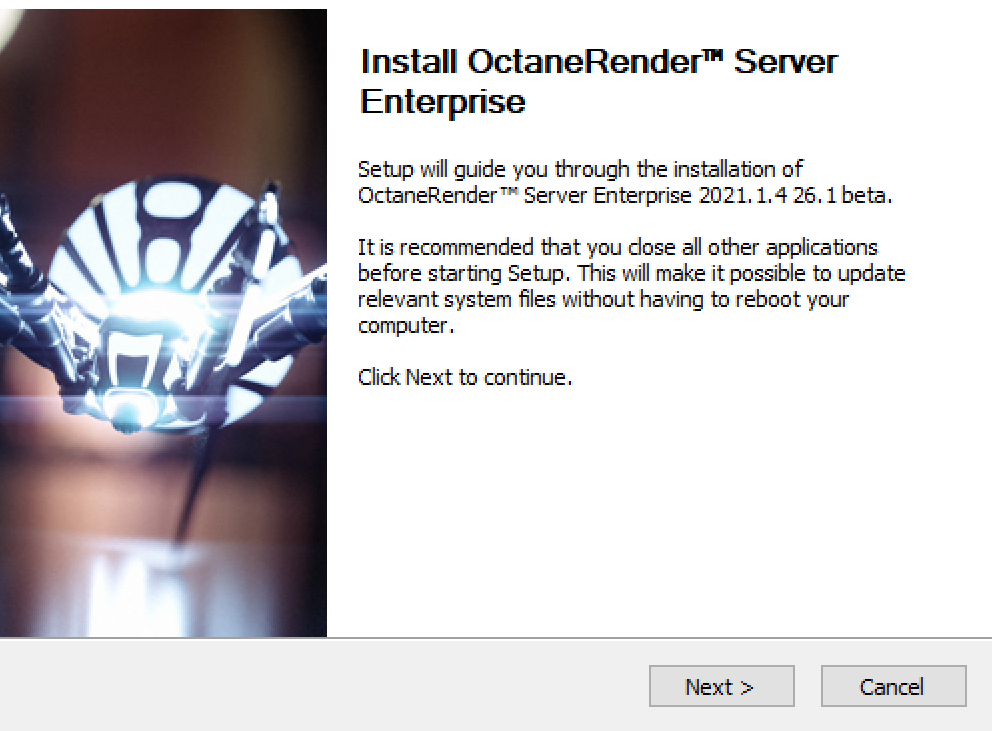 Install OctaneRender™ Server
Enterprise
Setup will guide you through the installation of
OctaneRender™ Server Enterprise 2021.1.4 26.1 beta.
It is recommended that you close all other applications
before starting Setup. This will make it possible to update
relevant system files without having to reboot your
computer.
Click Next to continue.
Next >
Cancel